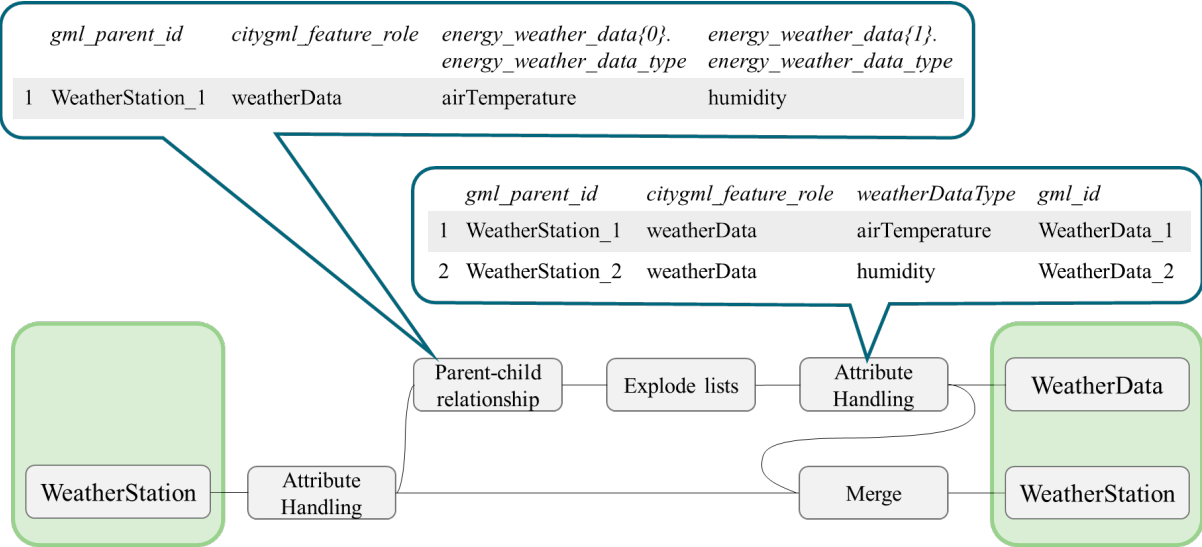 gml_parent_id citygml_feature_role energy_weather_data{0}. energy_weather_data{1}.
energy_weather_data_type energy_weather_data_type
1 WeatherStation_1 weatherData airTemperature humidity
gml_parent_id citygml_feature_role weatherDataType gml_id
1 WeatherStation_1 weatherData airTemperature WeatherData_1
2 WeatherStation_2 weatherData humidity WeatherData_2
Parent-child
relationship
Explode lists
Attribute
Handling
WeatherData
WeatherStation
Attribute
Handling
Merge
WeatherStation